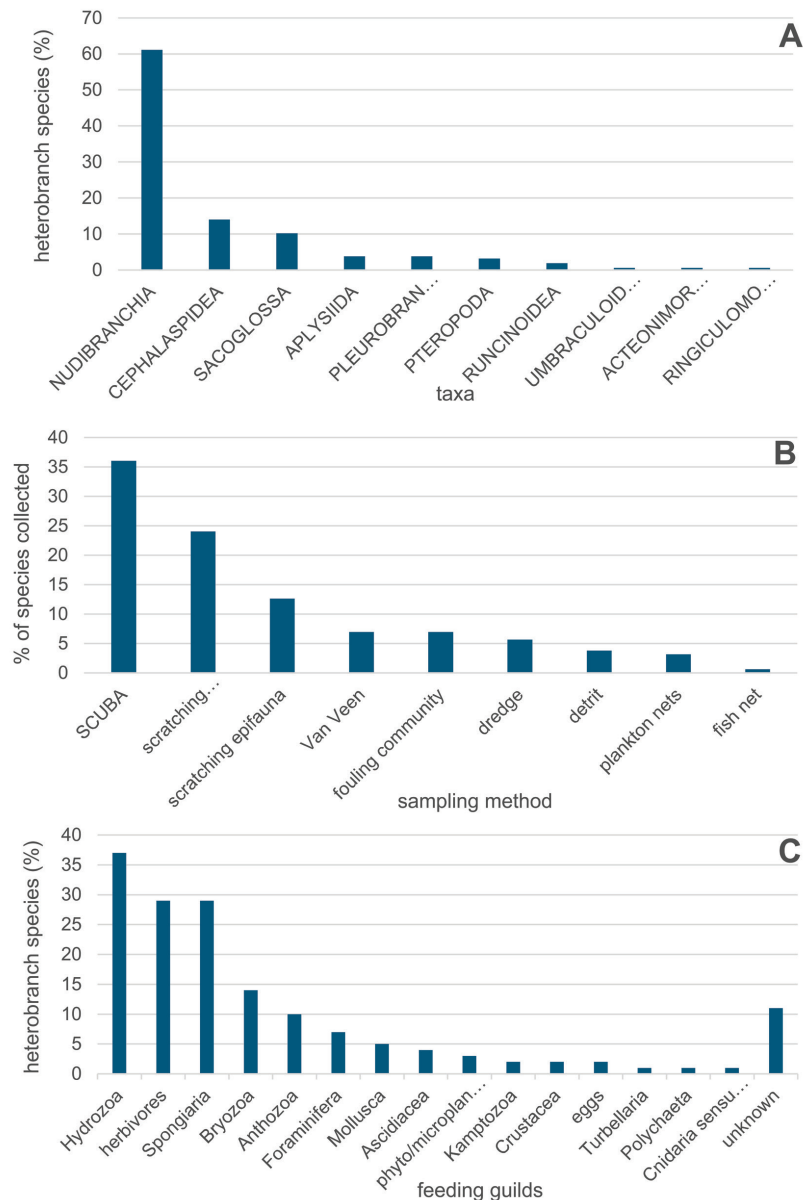 A
heterobranch species (%)
70
60
50
40
30
20
10
0
NUDIBRANCHIA
CEPHALASPIDEA
SACOGLOSSA
APLYSIIDA
PLEUROBRAN...
PTEROPODA
RUNCINOIDEA
UMBRACULOID...
ACTEONIMOR...
RINGICULOMO...
taxa
B
% of species collected
40
35
30
25
20
15
10
5
0
SCUBA
scratching...
scratching epifauna
Van Veen
fouling community
dredge
detrit
plankton nets
fish net
sampling method
C
heterobranch species (%)
40
35
30
25
20
15
10
5
0
Hydrozoa
herbivores
Spongiaria
Bryozoa
Anthozoa
Foraminifera
Mollusca
Ascidiacea
phyto/microplan...
Kamptozoa
Crustacea
eggs
Turbellaria
Polychaeta
Cnidaria sensu...
unknown
feeding guilds